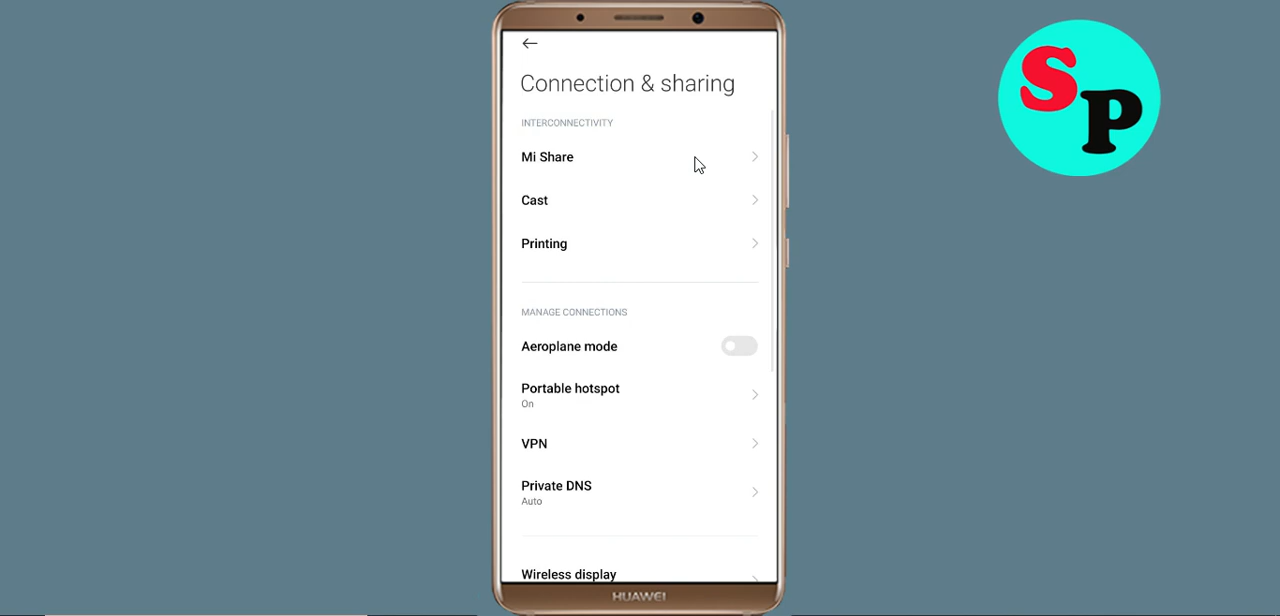 Connection & sharing
INTERCONNECTIVITY
Mi Share
Cast
Printing
MANAGE CONNECTIONS
Aeroplane mode
Portable hotspot
On
VPN
Private DNS
Auto
Wireless display
HUAWEI
SP